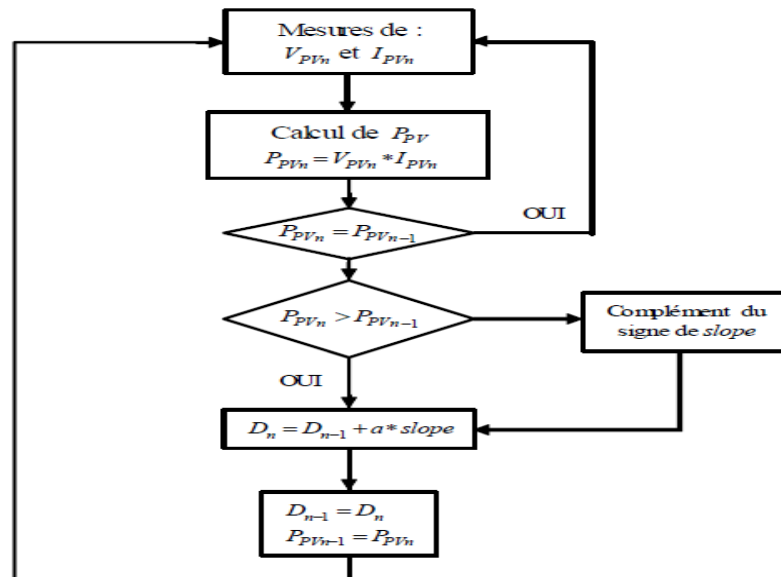 Mesures de :
V_PVn et I_PVn
Calcul de P_PV
P_PVn = V_PVn * I_PVn
OUI
P_PVn = P_PVn-1
P_PVn > P_PVn-1
Complément du
signe de slope
OUI
D_n = D_n-1 + a * slope
D_n-1 = D_n
P_PVn-1 = P_PVn